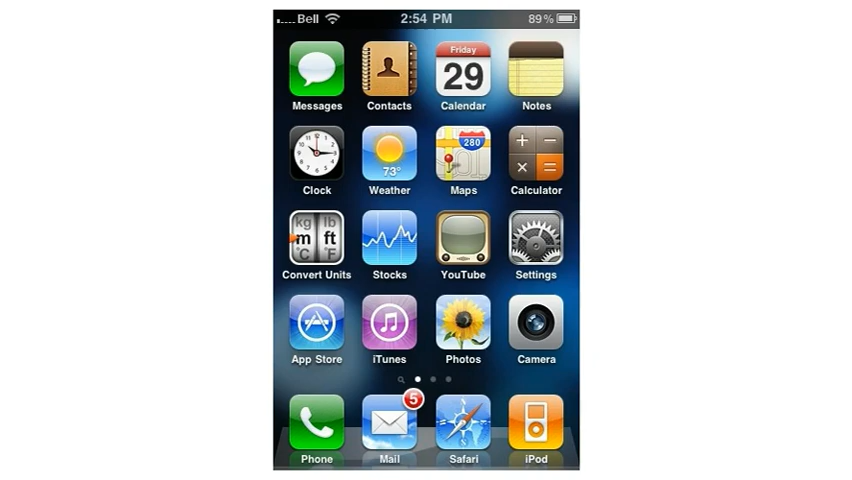 Bell 2:54 PM 89%
Friday
29
Messages Contacts Calendar Notes
280
73°
Clock Weather Maps Calculator
kg lb
m ft
°C °F
Convert Units Stocks YouTube Settings
App Store iTunes Photos Camera
5
Phone Mail Safari iPod